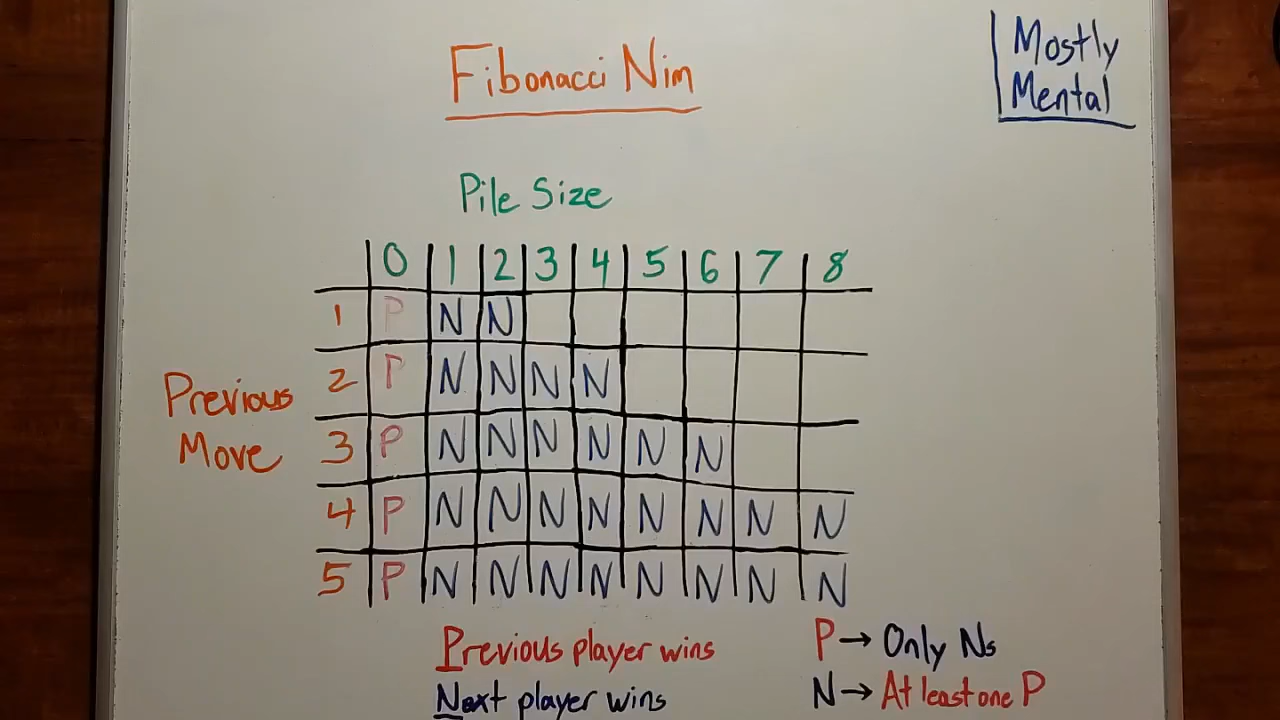 Fibonacci Nim
Mostly
Mental
Pile Size
0 1 2 3 4 5 6 7 8
1 P N N
2 P N N N N
Previous
Move
3 P N N N N N N
4 P N N N N N N N N
5 P N N N N N N N N
Previous player wins
P→ Only Ns
Next player wins
N→ At least one P